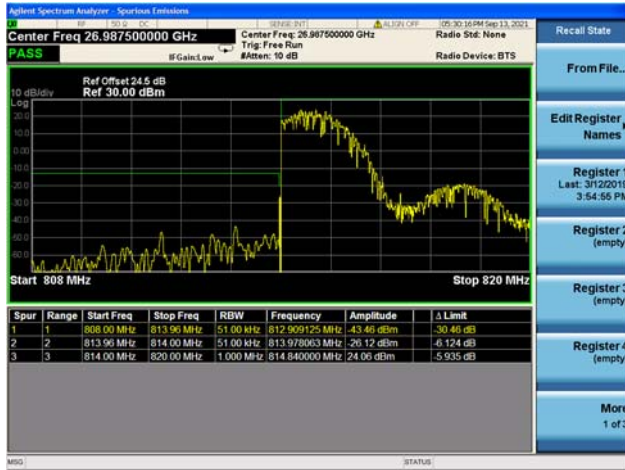 Agilent Spectrum Analyzer - Spurious Emissions
RF 50 Ω DC SENSE:INT ALIGN OFF 05:30:16 PM Sep 13, 2021
Center Freq 26.987500000 GHz
Center Freq: 26.987500000 GHz
Radio Std: None
Trig: Free Run
PASS
IFGain:Low
#Atten: 10 dB
Radio Device: BTS
Ref Offset 24.5 dB
10 dB/div Ref 30.00 dBm
Log
20.0
10.0
0.00
-10.0
-20.0
-30.0
-40.0
-50.0
-60.0
Start 808 MHz
Stop 820 MHz
Spur Range Start Freq Stop Freq RBW Frequency Amplitude Δ Limit
1 1 808.00 MHz 813.96 MHz 51.00 kHz 812.909125 MHz -43.46 dBm -30.46 dB
2 2 813.96 MHz 814.00 MHz 51.00 kHz 813.978063 MHz -26.12 dBm -6.124 dB
3 3 814.00 MHz 820.00 MHz 1.000 MHz 814.840000 MHz 24.06 dBm -5.935 dB
MSG
STATUS
Recall State
From File...
Edit Register
Names
Register
Last: 3/12/2019
3:54:55 PM
Register 2
(empty
Register 3
(empty
Register 4
(empty
More
1 of 3